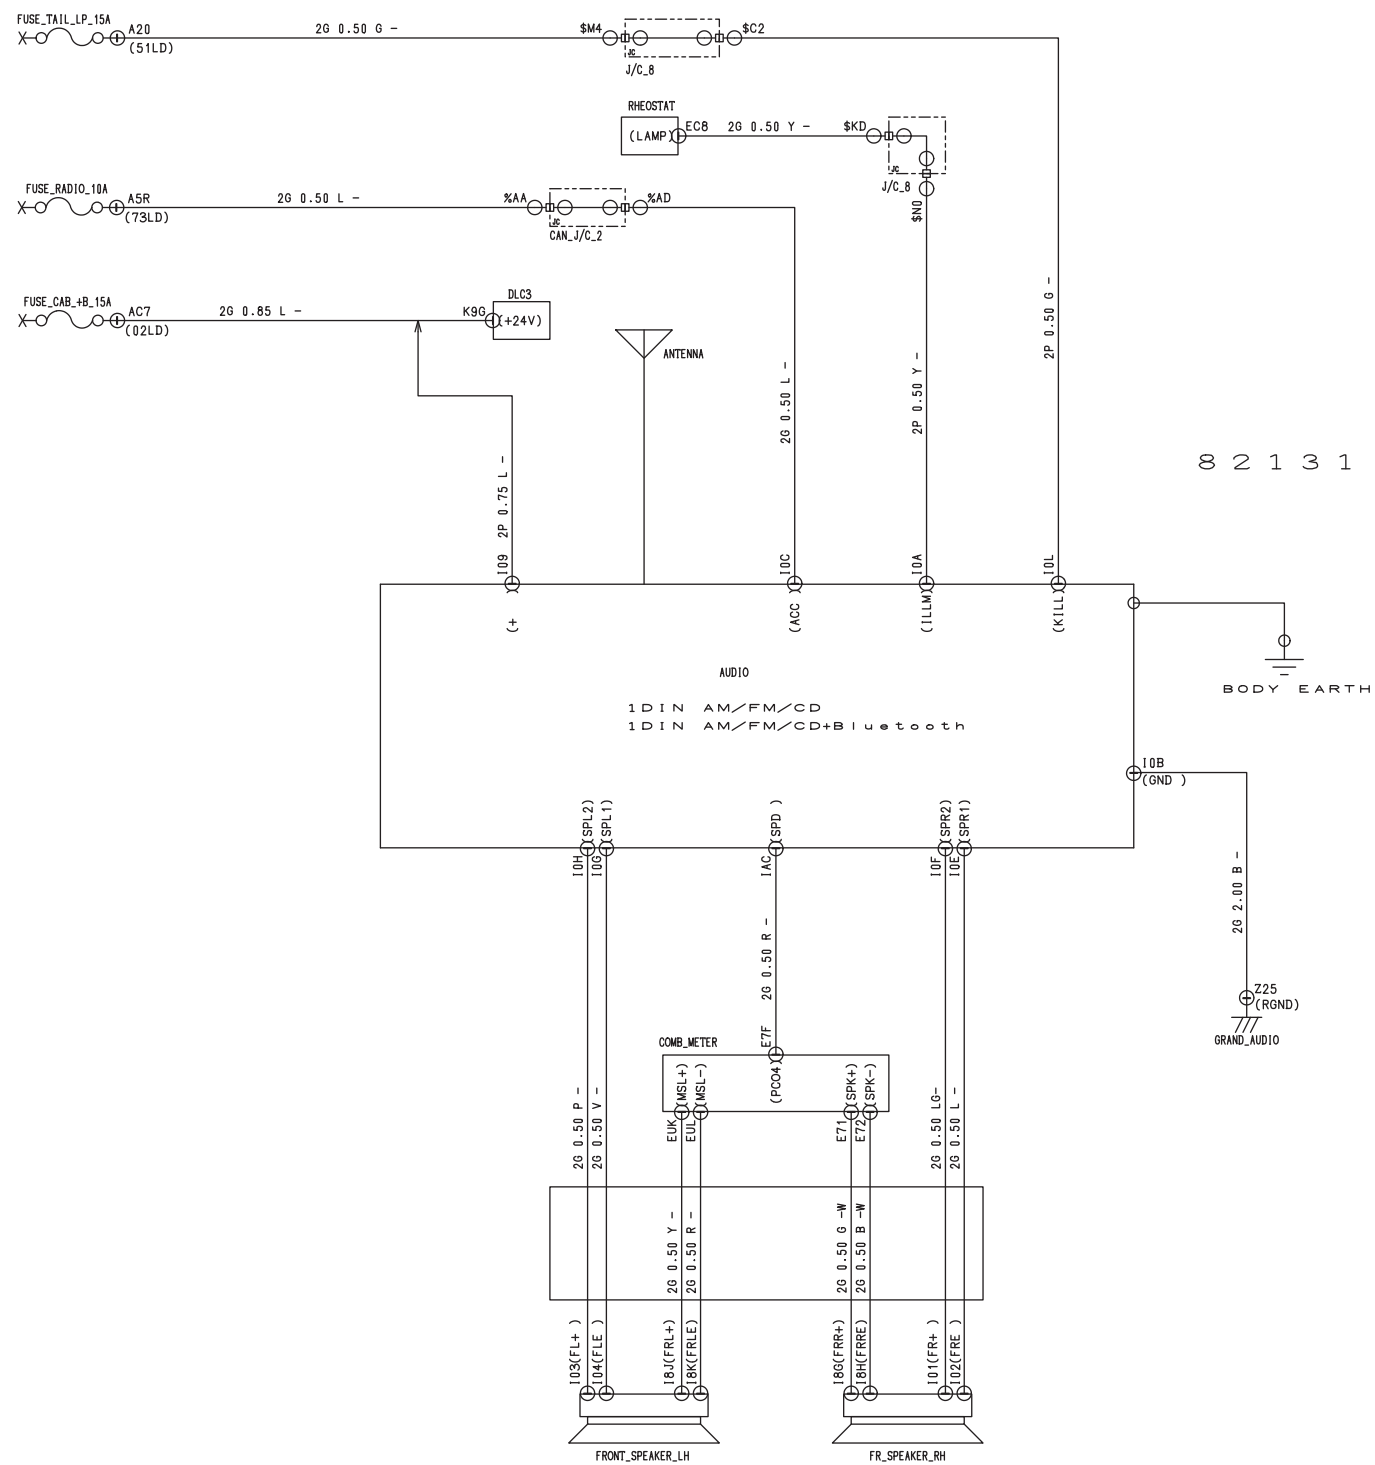 FUSE_TAIL_LP_15A
A20
(51LD)
2G 0.50 G -
$M4
JC
J/C_8
$C2
RHEOSTAT
(LAMP)
EC8
2G 0.50 Y -
$KD
JC
J/C_8
$N0
FUSE_RADIO_10A
A5R
(73LD)
2G 0.50 L -
%AA
JC
CAN_J/C_2
%AD
FUSE_CAB_+B_15A
AC7
(02LD)
2G 0.85 L -
K9G
DLC3
(+24V)
ANTENNA
2P 0.75 L -
2G 0.50 L -
2P 0.50 Y -
2P 0.50 G -
82131
I09
(+ )
I0C
(ACC )
I0A
(ILLM)
I0L
(KILL)
AUDIO
1DIN AM/FM/CD
1DIN AM/FM/CD+Bluetooth
BODY EARTH
I0B
(GND )
2G 2.00 B -
Z25
(RGND)
GRAND_AUDIO
(SPL2)
(SPL1)
(SPD )
(SPR2)
(SPR1)
I0H
I0G
IAC
I0F
I0E
2G 0.50 R -
E7F
COMB_METER
(MSL+)
(MSL-)
(PCO4)
(SPK+)
(SPK-)
EUK
EUL
E71
E72
2G 0.50 P -
2G 0.50 V -
2G 0.50 LG-
2G 0.50 L -
2G 0.50 Y -
2G 0.50 R -
2G 0.50 G -W
2G 0.50 B -W
I03(FL+ )
I04(FLE )
I8J(FRL+)
I8K(FRLE)
I8G(FRR+)
I8H(FRRE)
I01(FR+ )
I02(FRE )
FRONT_SPEAKER_LH
FR_SPEAKER_RH